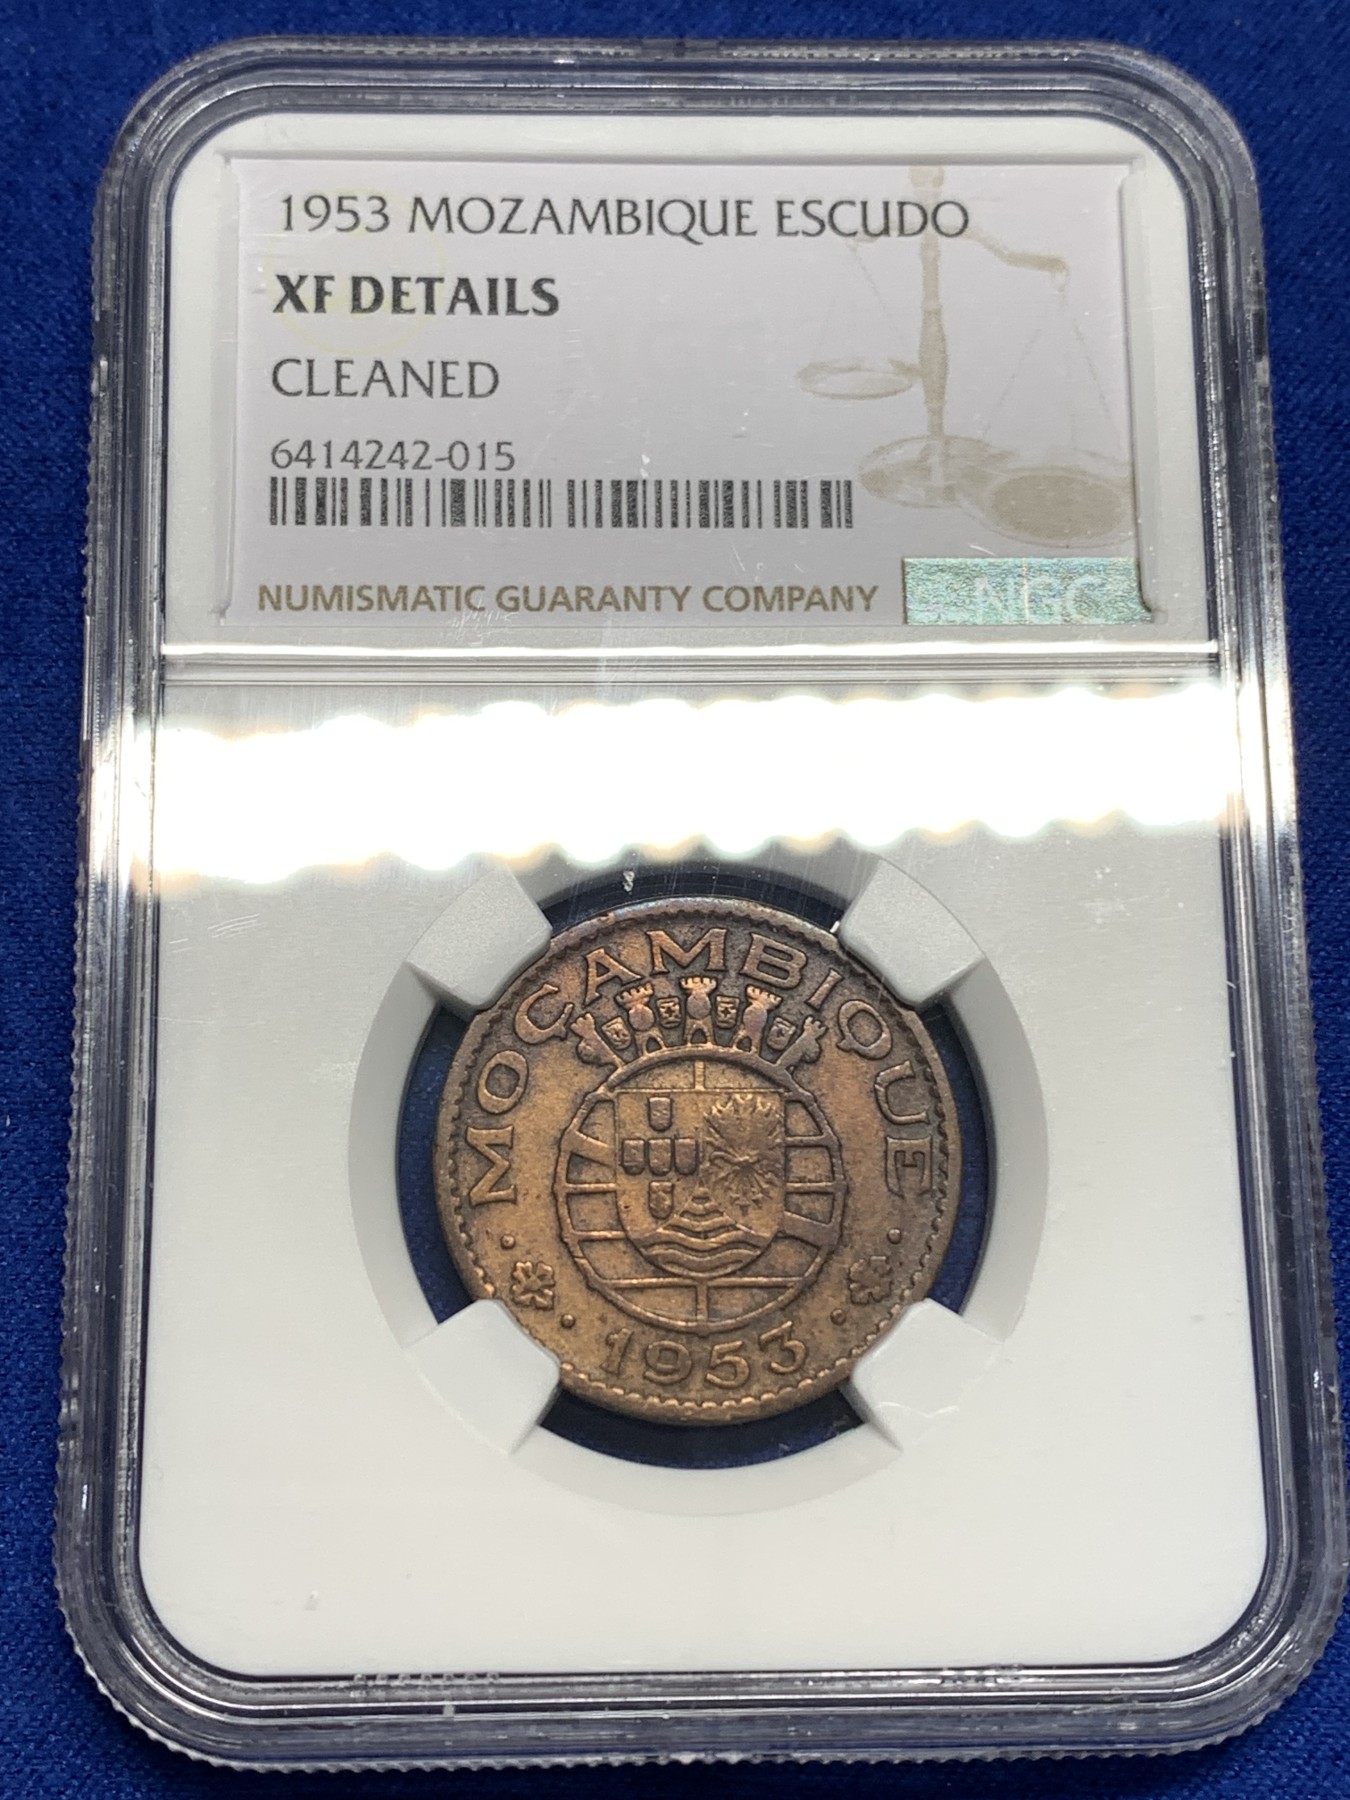 1953 MOZAMBIQUE ESCUDO
XF DETAILS
CLEANED
6414242-015
NUMISMATIC GUARANTY COMPANY
NGC
MOÇAMBIQUE
1953